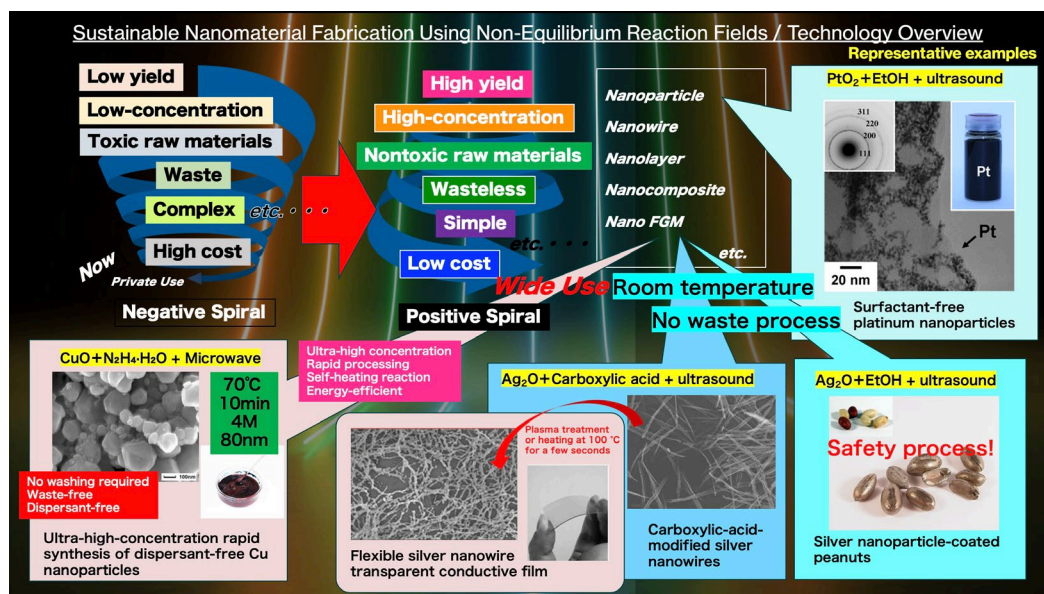 Sustainable Nanomaterial Fabrication Using Non-Equilibrium Reaction Fields / Technology Overview
Low yield
Low-concentration
Toxic raw materials
Waste
Complex
etc.・・・
High cost
Now
Private Use
Negative Spiral
High yield
High-concentration
Nontoxic raw materials
Wasteless
Simple
etc.・・・・
Low cost
Wide Use
Positive Spiral
Nanoparticle
Nanowire
Nanolayer
Nanocomposite
Nano FGM
etc.
Room temperature
No waste process
Representative examples
PtO₂+EtOH + ultrasound
311
220
200
111
Pt
Pt
20 nm
Surfactant-free
platinum nanoparticles
CuO+N₂H₄·H₂O + Microwave
70℃
10min
4M
80nm
100nm
No washing required
Waste-free
Dispersant-free
Ultra-high-concentration rapid
synthesis of dispersant-free Cu
nanoparticles
Ultra-high concentration
Rapid processing
Self-heating reaction
Energy-efficient
Plasma treatment
or heating at 100 ℃
for a few seconds
Flexible silver nanowire
transparent conductive film
Ag₂O+Carboxylic acid + ultrasound
Carboxylic-acid-
modified silver
nanowires
Ag₂O+EtOH + ultrasound
Safety process!
Silver nanoparticle-coated
peanuts